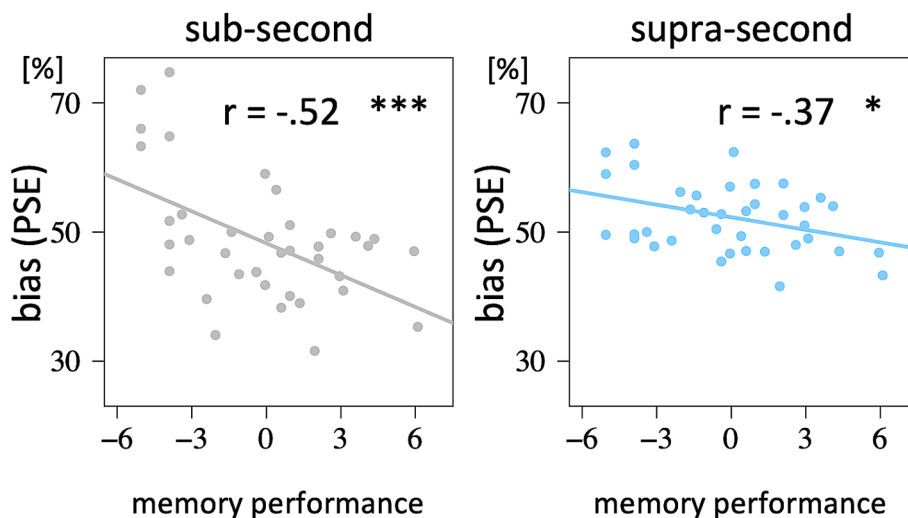 sub-second
[%]
r = -.52 ***
70
50
30
bias (PSE)
−6 −3 0 3 6
memory performance
supra-second
[%]
r = -.37 *
70
50
30
bias (PSE)
−6 −3 0 3 6
memory performance